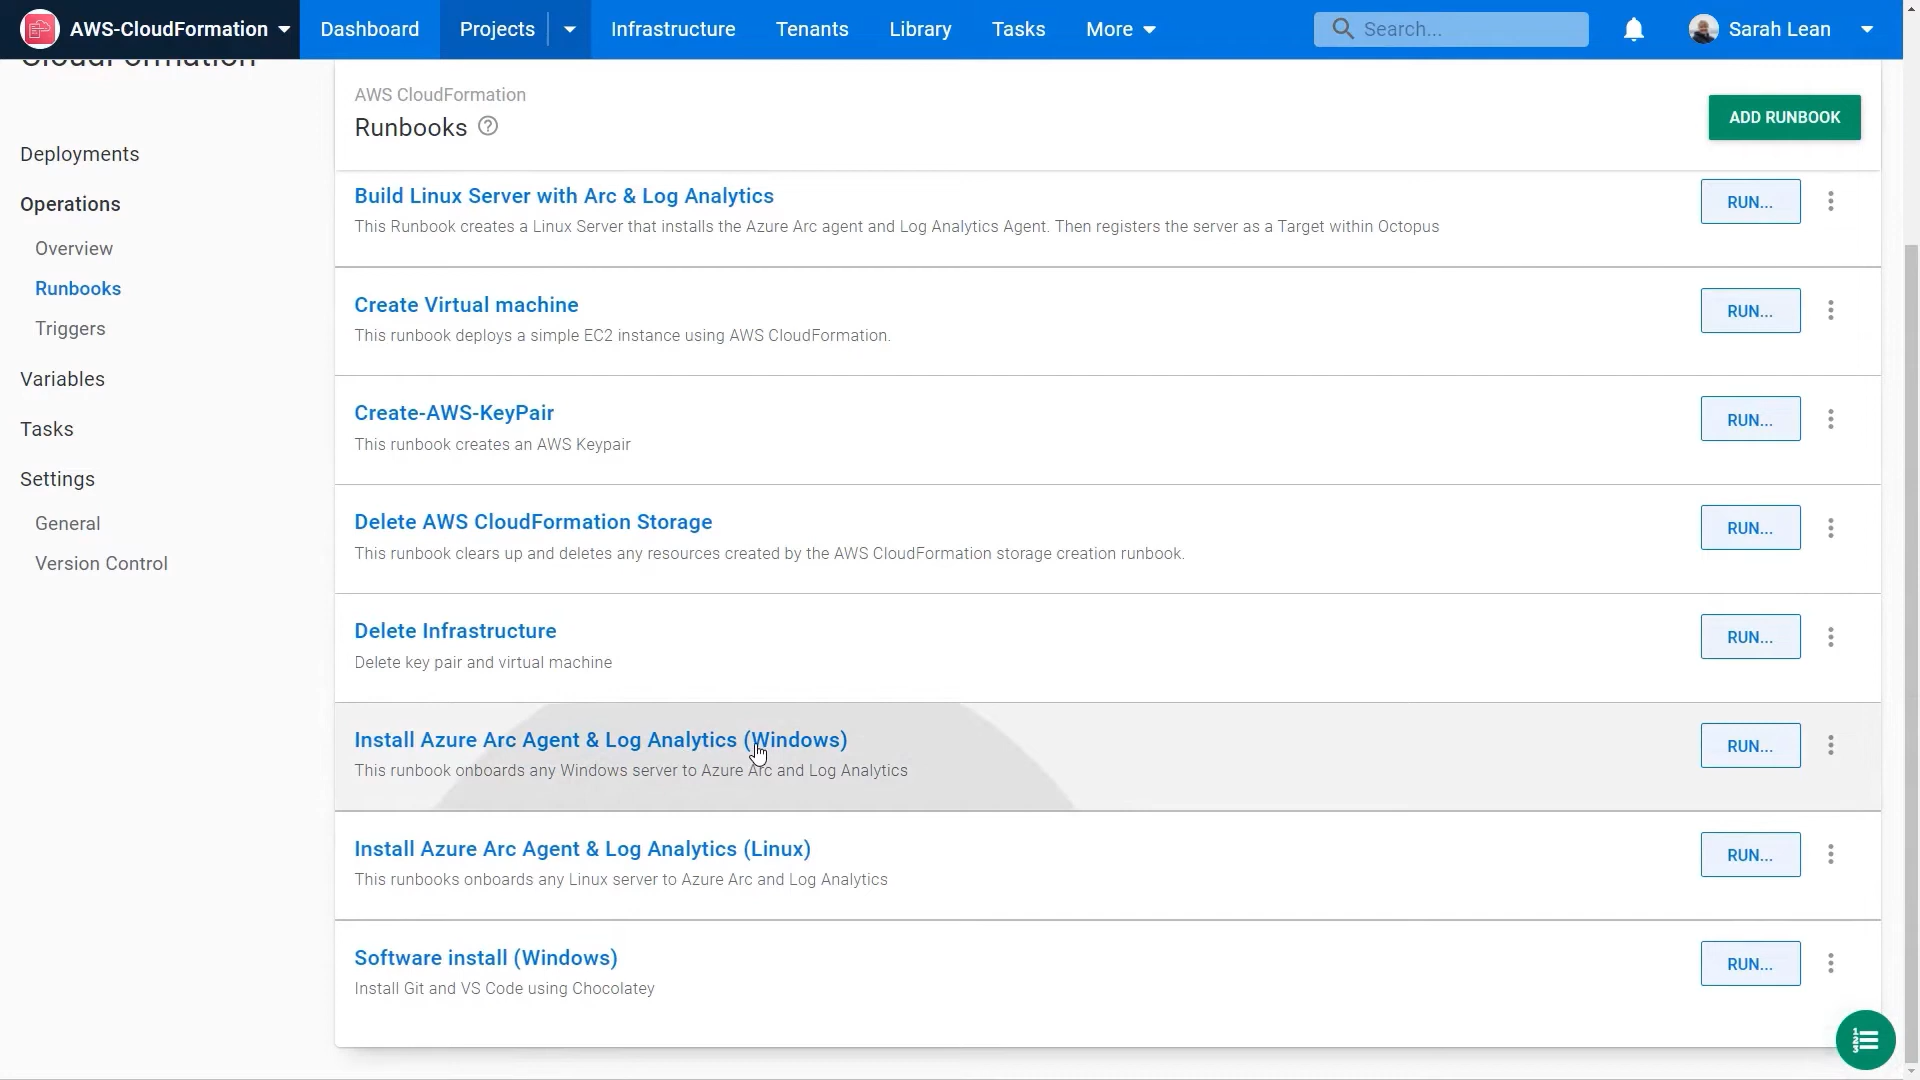 AWS-CloudFormation
Dashboard
Projects
Infrastructure
Tenants
Library
Tasks
More
Search...
Sarah Lean
CloudFormation
Deployments
Operations
Overview
Runbooks
Triggers
Variables
Tasks
Settings
General
Version Control
AWS CloudFormation
Runbooks
ADD RUNBOOK
Build Linux Server with Arc & Log Analytics
This Runbook creates a Linux Server that installs the Azure Arc agent and Log Analytics Agent. Then registers the server as a Target within Octopus
RUN...
Create Virtual machine
This runbook deploys a simple EC2 instance using AWS CloudFormation.
RUN...
Create-AWS-KeyPair
This runbook creates an AWS Keypair
RUN...
Delete AWS CloudFormation Storage
This runbook clears up and deletes any resources created by the AWS CloudFormation storage creation runbook.
RUN...
Delete Infrastructure
Delete key pair and virtual machine
RUN...
Install Azure Arc Agent & Log Analytics (Windows)
This runbook onboards any Windows server to Azure Arc and Log Analytics
RUN...
Install Azure Arc Agent & Log Analytics (Linux)
This runbooks onboards any Linux server to Azure Arc and Log Analytics
RUN...
Software install (Windows)
Install Git and VS Code using Chocolatey
RUN...